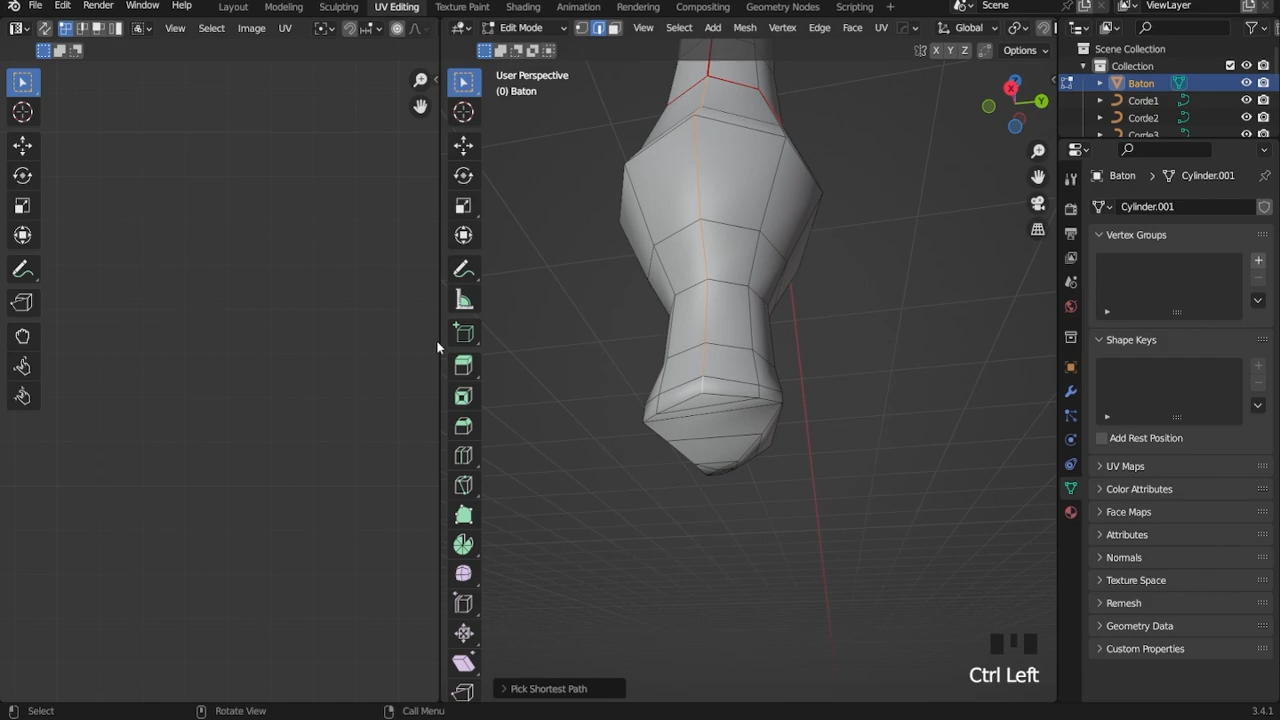 File Edit Render Window Help Layout Modeling Sculpting UV Editing Texture Paint Shading Animation Rendering Compositing Geometry Nodes Scripting + Scene ViewLayer
View Select Image UV Edit Mode View Select Add Mesh Vertex Edge Face UV Global
X Y Z Options
Scene Collection
Collection
Baton
Corde1
Corde2
Corde3
User Perspective
(0) Baton
X Y Z
Baton > Cylinder.001
Cylinder.001
Vertex Groups
Shape Keys
Add Rest Position
UV Maps
Color Attributes
Face Maps
Attributes
Normals
Texture Space
Remesh
Geometry Data
Custom Properties
Ctrl Left
> Pick Shortest Path
Select Rotate View Call Menu 3.4.1